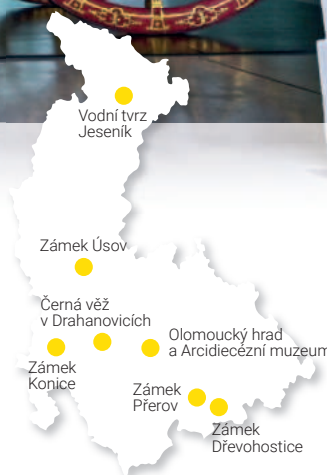 Vodní tvrz
Jeseník
Zámek Úsov
Černá věž
v Drahanovicích
Olomoucký hrad
a Arcidiecézní muzeum
Zámek
Konice
Zámek
Přerov
Zámek
Dřevohostice